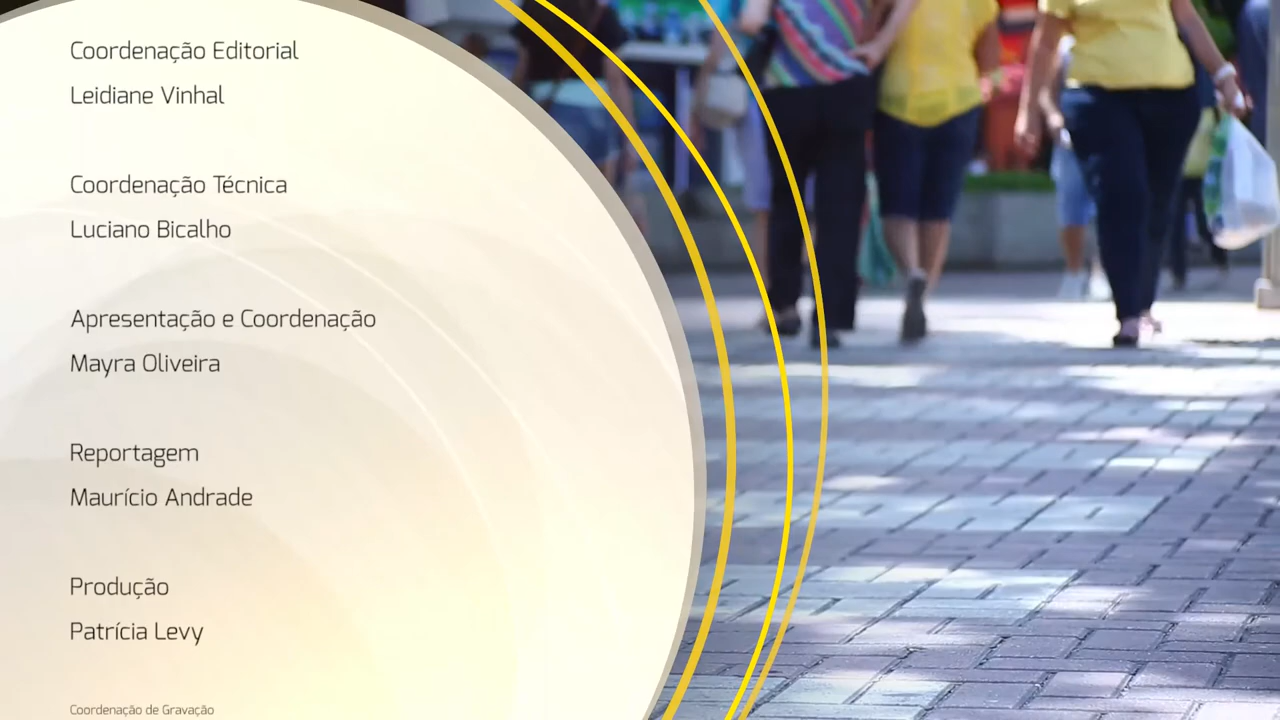 Coordenação Editorial
Leidiane Vinhal
Coordenação Técnica
Luciano Bicalho
Apresentação e Coordenação
Mayra Oliveira
Reportagem
Maurício Andrade
Produção
Patrícia Levy
Coordenação de Gravação